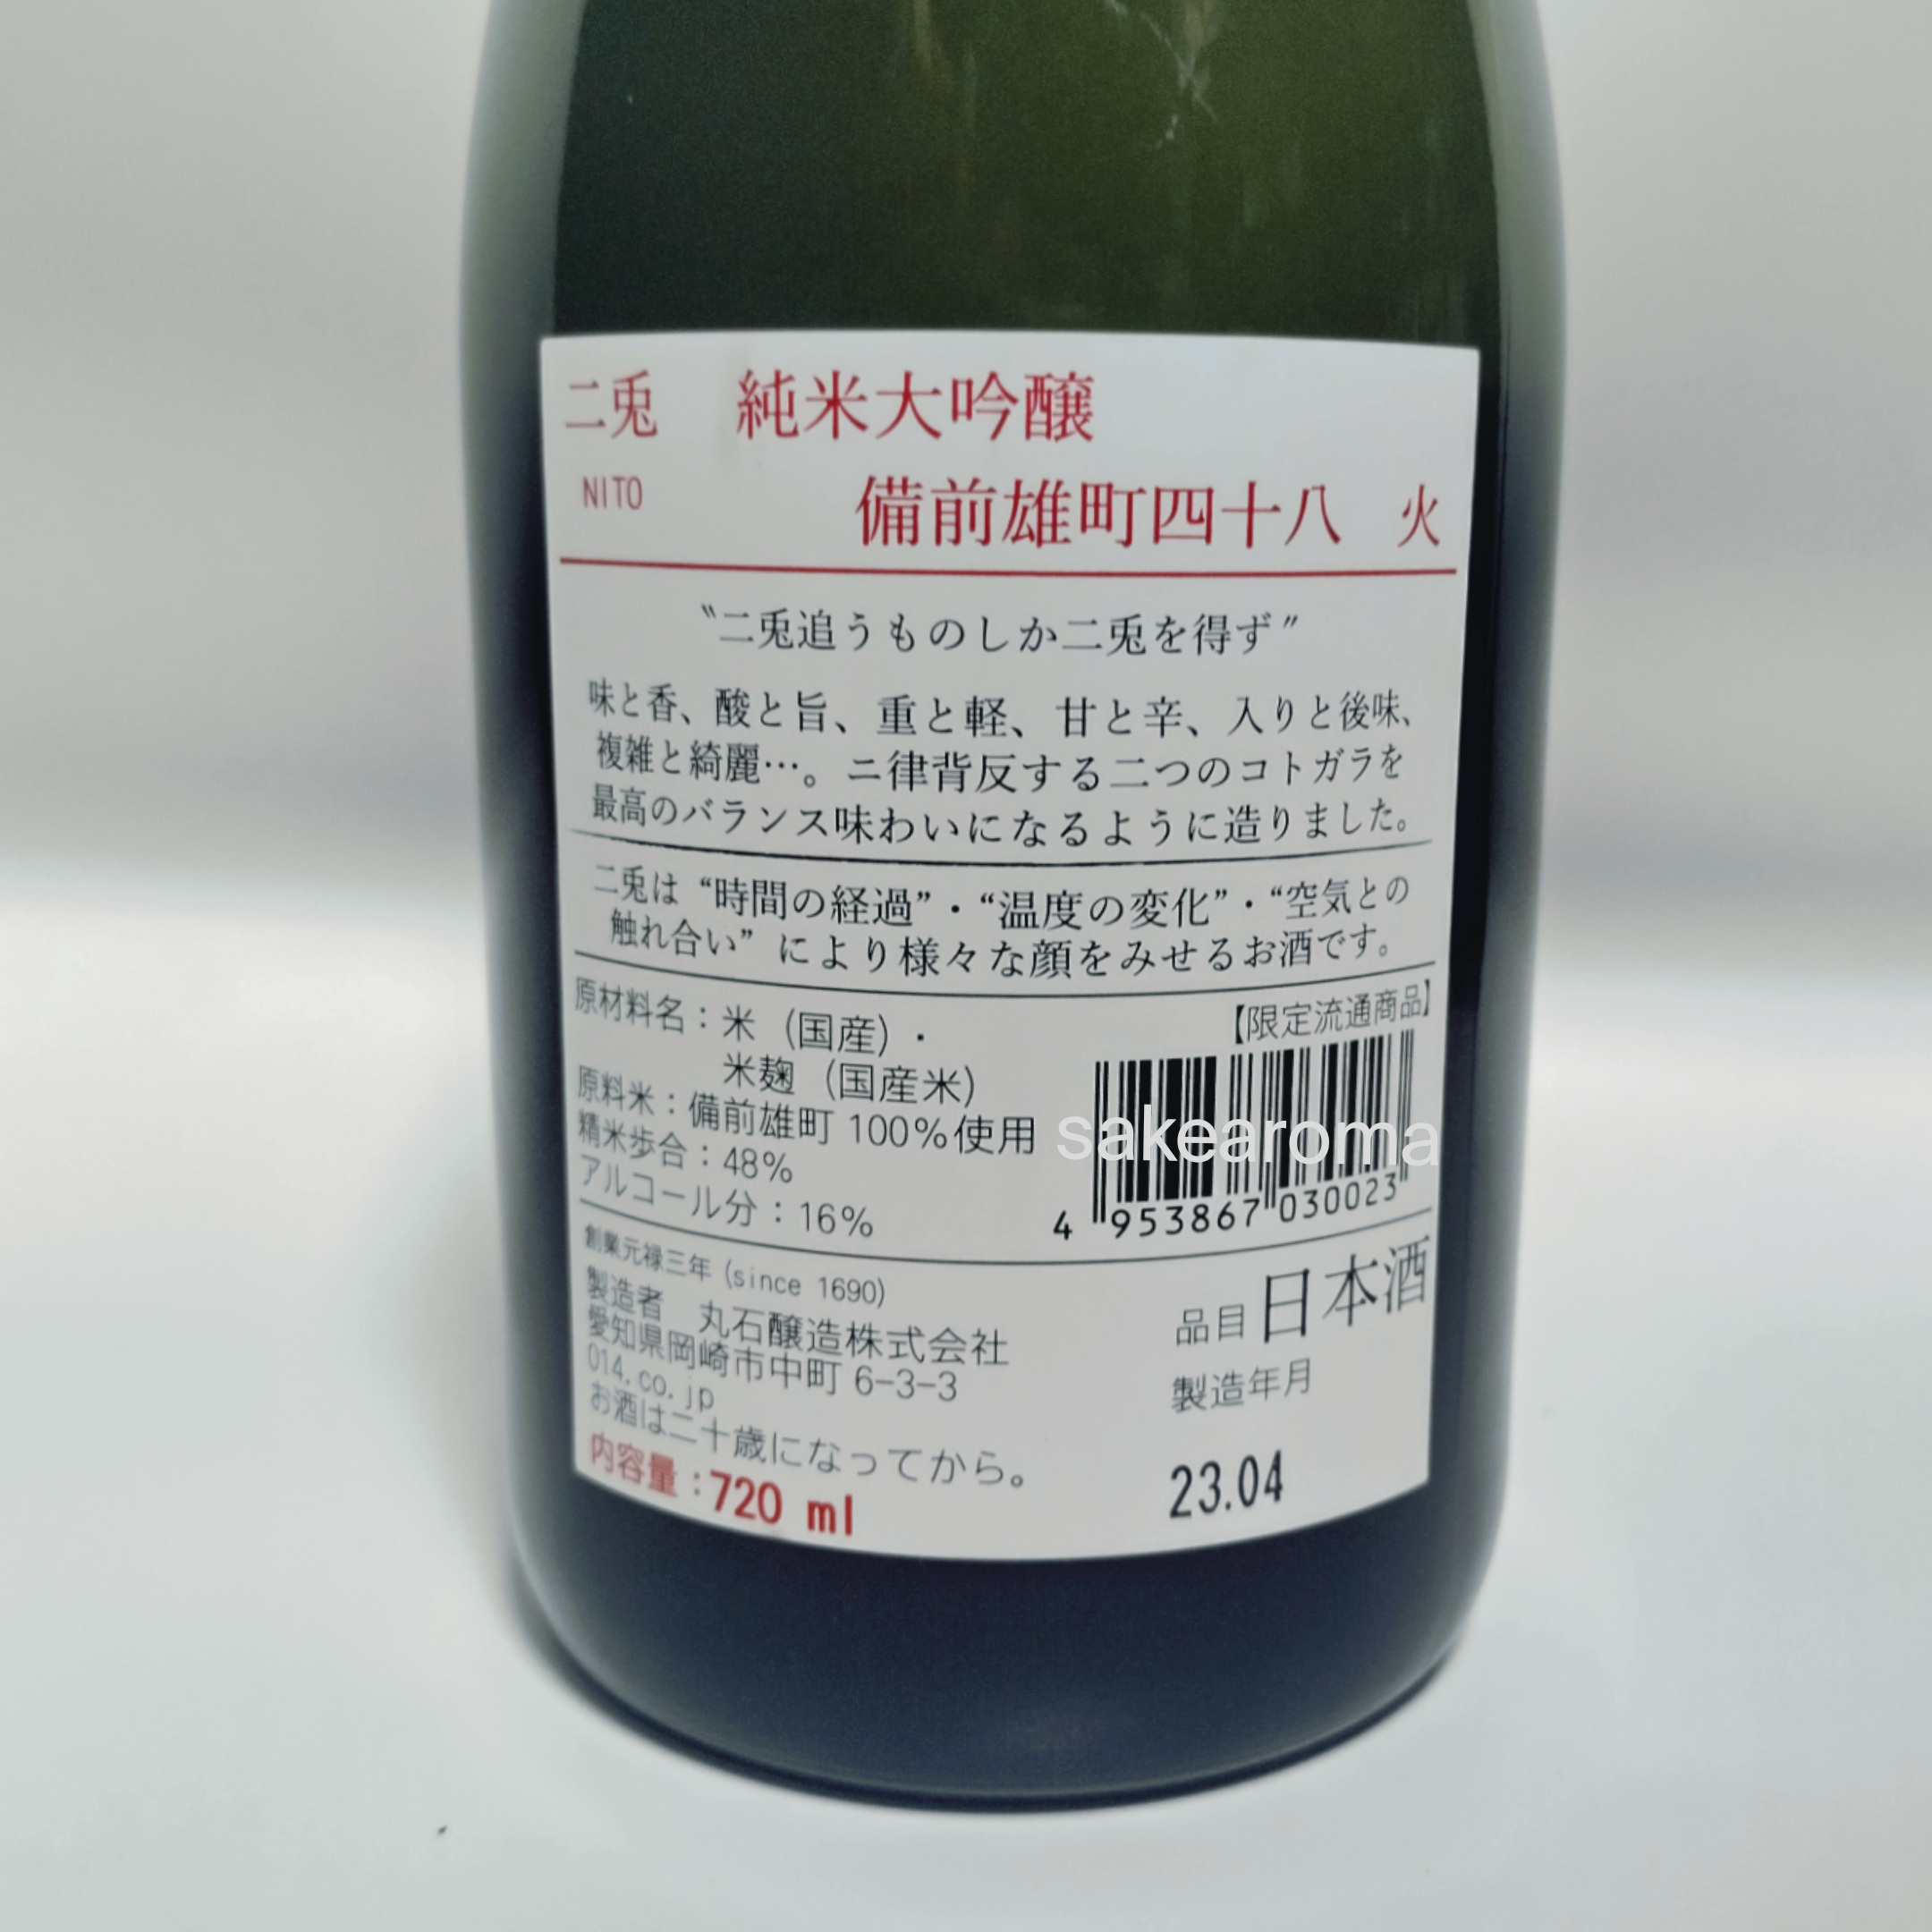 二兎 純米大吟醸
NITO 備前雄町四十八 火
〝二兎追うものしか二兎を得ず〞
味と香、酸と旨、重と軽、甘と辛、入りと後味、
複雑と綺麗…。ニ律背反する二つのコトガラを
最高のバランス味わいになるように造りました。
二兎は“時間の経過”・“温度の変化”・“空気との
触れ合い”により様々な顔をみせるお酒です。
原材料名：米（国産）・
米麹（国産米）
原料米：備前雄町 100%使用
精米歩合：48%
アルコール分：16%
【限定流通商品】
sakearoma
4 953867 030023
創業元禄三年 (since 1690)
製造者 丸石醸造株式会社
愛知県岡崎市中町 6-3-3
014.co.jp
お酒は二十歳になってから。
内容量：720 ml
品目 日本酒
製造年月
23.04